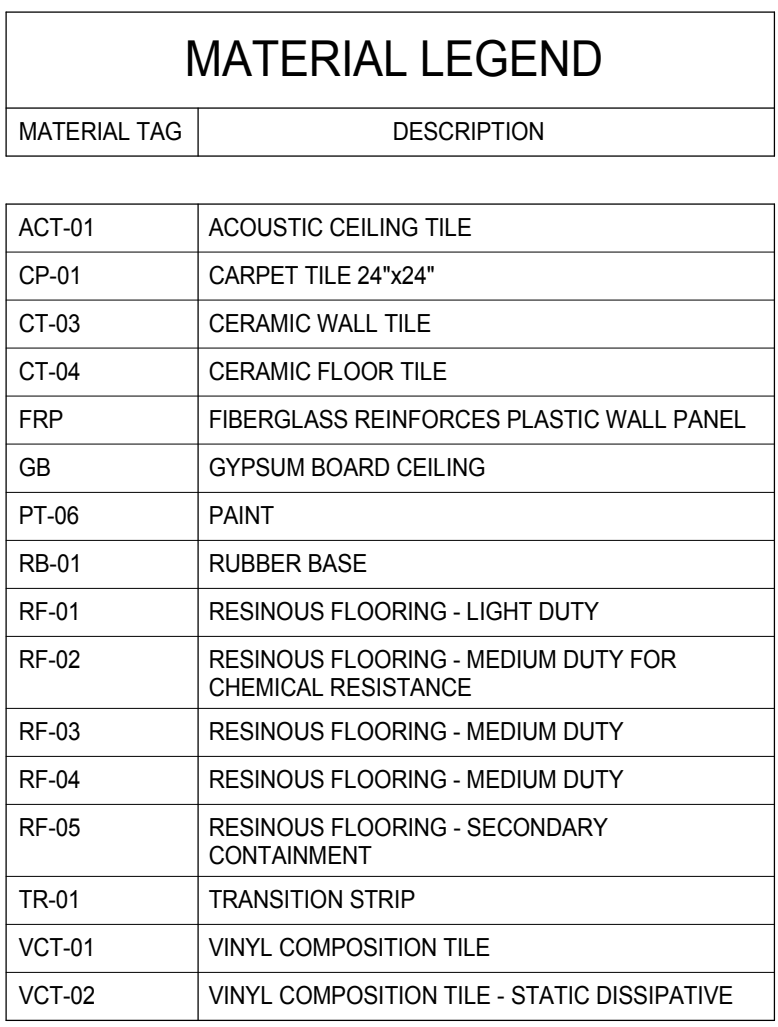 MATERIAL LEGEND
MATERIAL TAG DESCRIPTION
ACT-01 ACOUSTIC CEILING TILE
CP-01 CARPET TILE 24"x24"
CT-03 CERAMIC WALL TILE
CT-04 CERAMIC FLOOR TILE
FRP FIBERGLASS REINFORCES PLASTIC WALL PANEL
GB GYPSUM BOARD CEILING
PT-06 PAINT
RB-01 RUBBER BASE
RF-01 RESINOUS FLOORING - LIGHT DUTY
RF-02 RESINOUS FLOORING - MEDIUM DUTY FOR
CHEMICAL RESISTANCE
RF-03 RESINOUS FLOORING - MEDIUM DUTY
RF-04 RESINOUS FLOORING - MEDIUM DUTY
RF-05 RESINOUS FLOORING - SECONDARY
CONTAINMENT
TR-01 TRANSITION STRIP
VCT-01 VINYL COMPOSITION TILE
VCT-02 VINYL COMPOSITION TILE - STATIC DISSIPATIVE